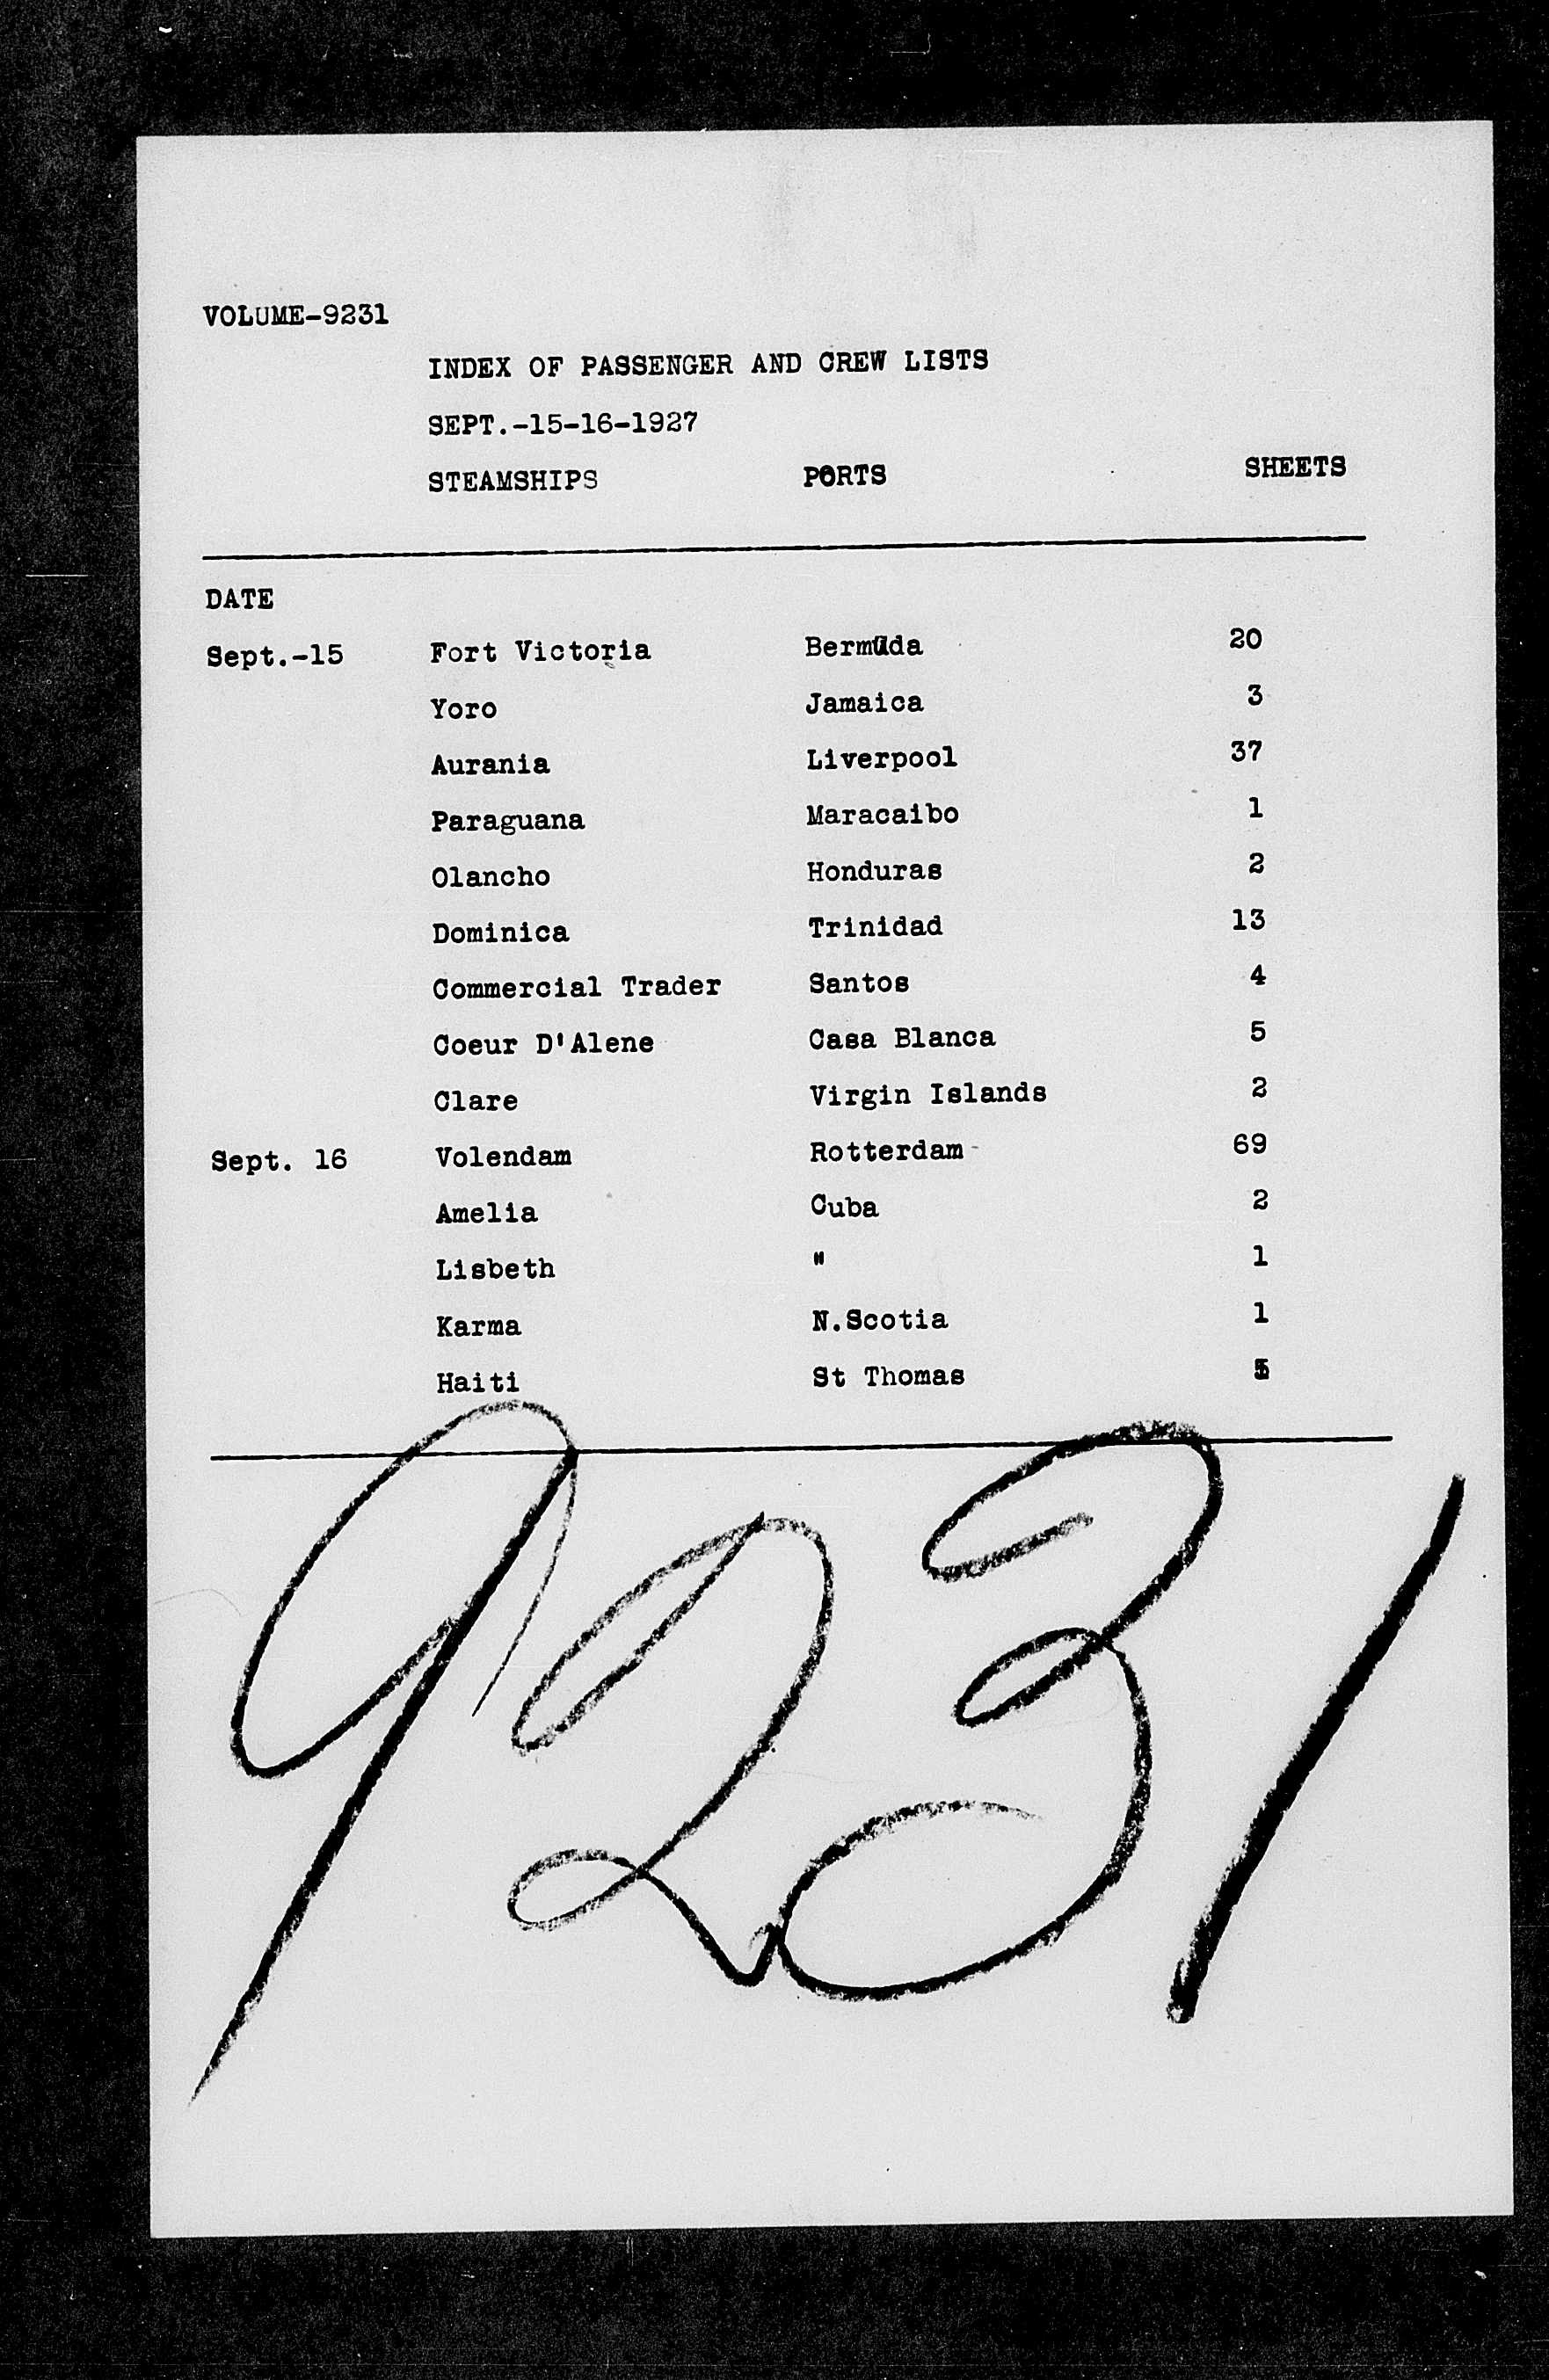 VOLUME-9231
INDEX OF PASSENGER AND CREW LISTS
SEPT.-15-16-1927
STEAMSHIPS PORTS SHEETS
DATE
Sept.-15 Fort Victoria Bermuda 20
Yoro Jamaica 3
Aurania Liverpool 37
Paraguana Maracaibo 1
Olancho Honduras 2
Dominica Trinidad 13
Commercial Trader Santos 4
Coeur D'Alene Casa Blanca 5
Clare Virgin Islands 2
Sept. 16 Volendam Rotterdam 69
Amelia Cuba 2
Lisbeth " 1
Karma N.Scotia 1
Haiti St Thomas
9231